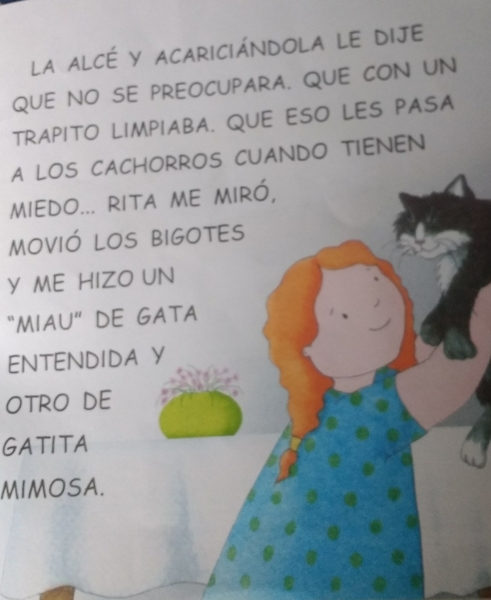 LA ALCÉ Y ACARICIÁNDOLA LE DIJE
QUE NO SE PREOCUPARA. QUE CON UN
TRAPITO LIMPIABA. QUE ESO LES PASA
A LOS CACHORROS CUANDO TIENEN
MIEDO... RITA ME MIRÓ,
MOVIÓ LOS BIGOTES
Y ME HIZO UN
"MIAU" DE GATA
ENTENDIDA Y
OTRO DE
GATITA
MIMOSA.